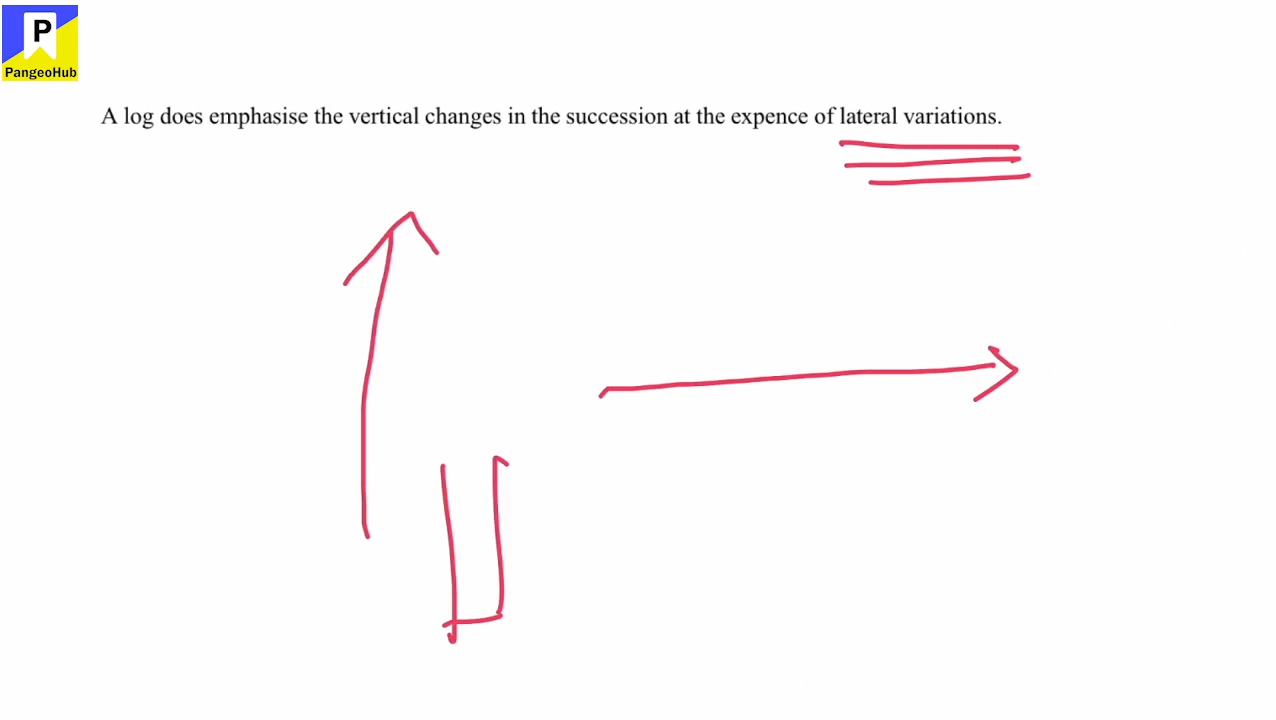 P
PangeoHub
A log does emphasise the vertical changes in the succession at the expence of lateral variations.